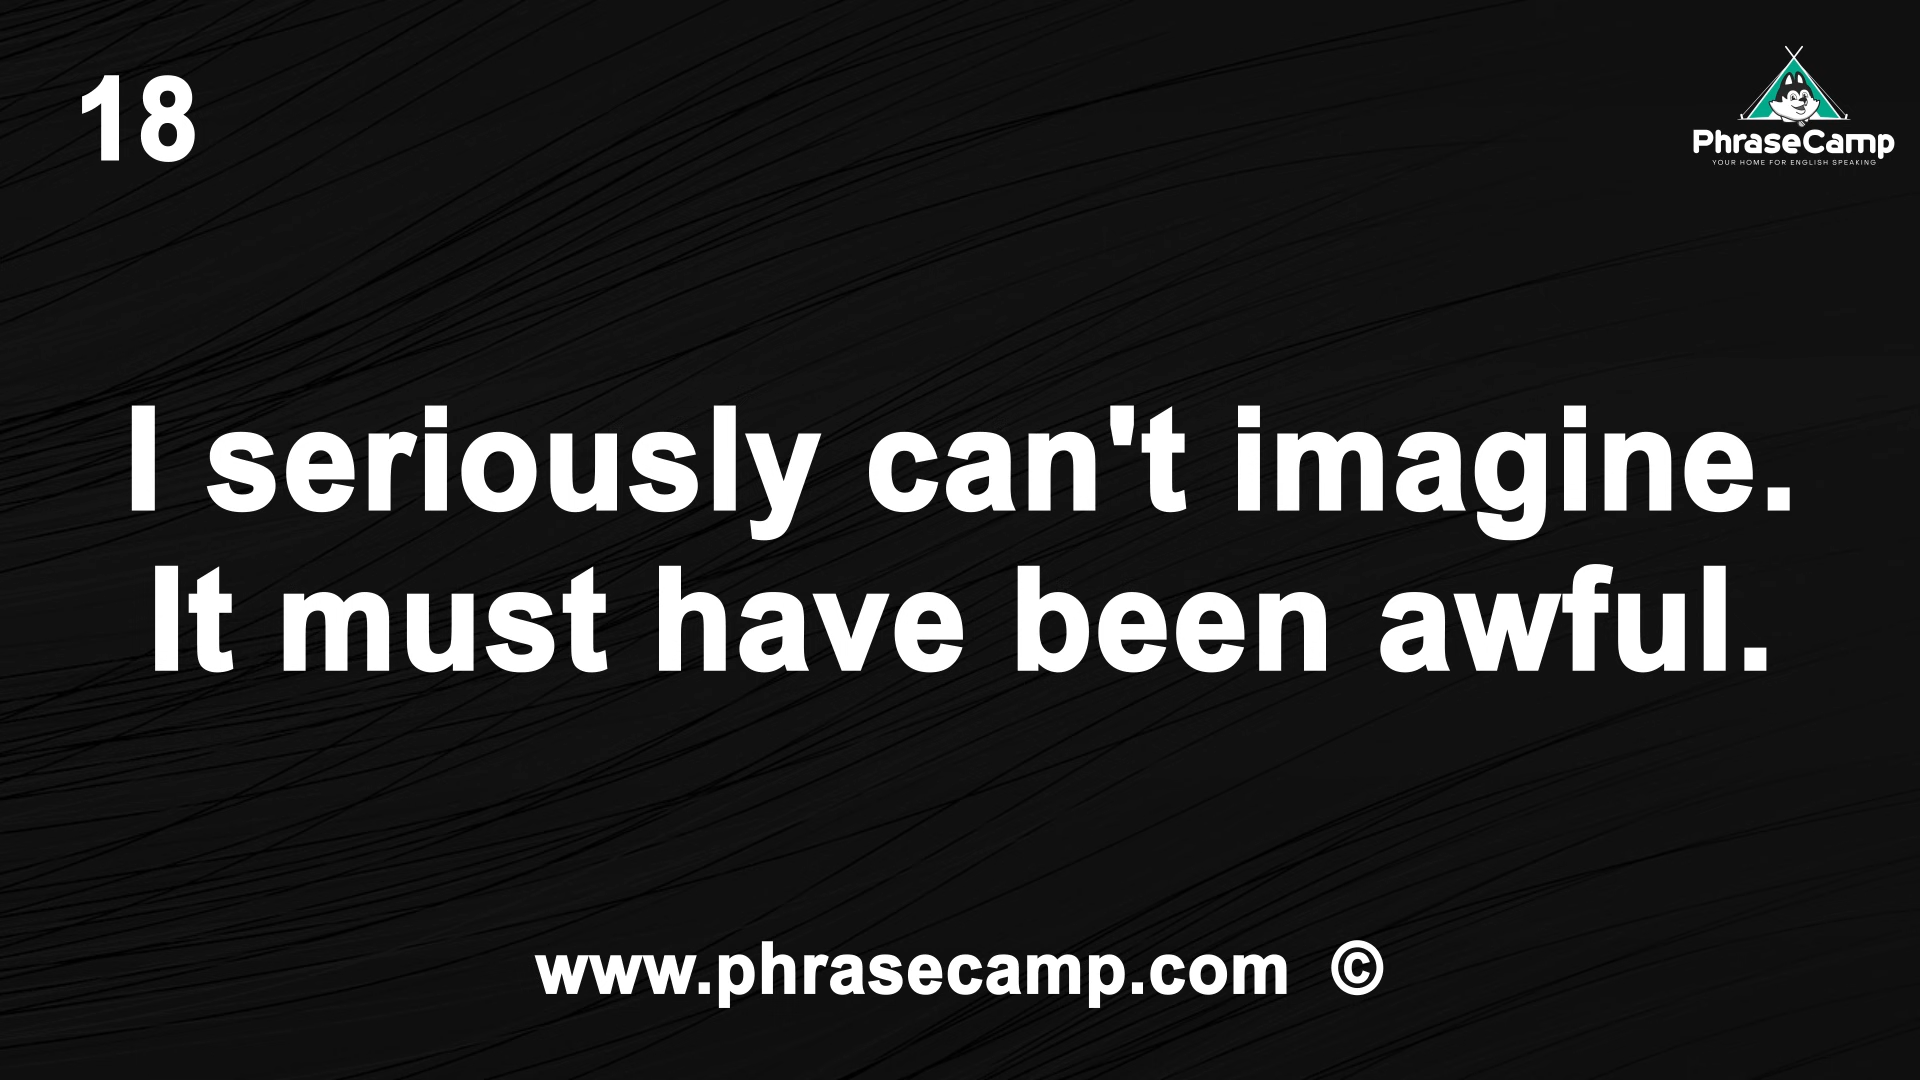 18
PhraseCamp
YOUR HOME FOR ENGLISH SPEAKING
I seriously can't imagine.
It must have been awful.
www.phrasecamp.com ©